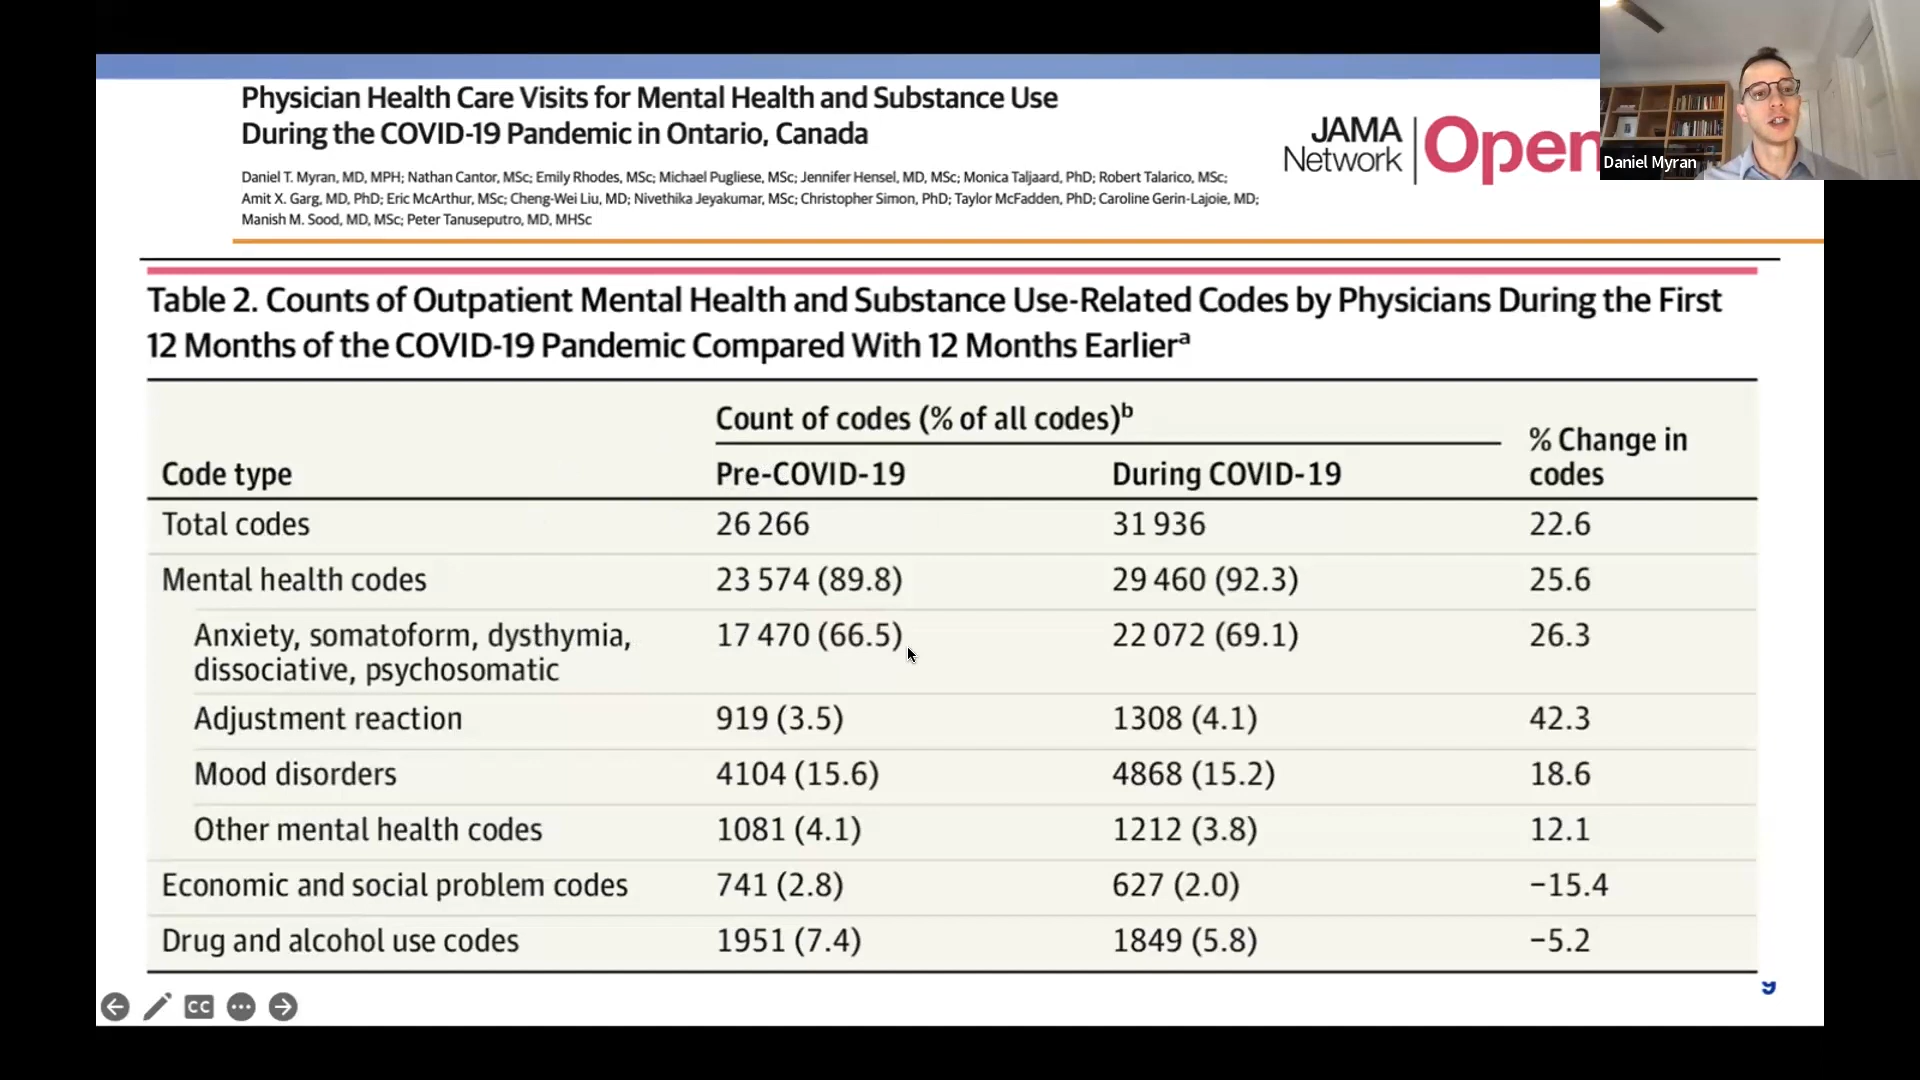 Physician Health Care Visits for Mental Health and Substance Use
During the COVID-19 Pandemic in Ontario, Canada
Daniel T. Myran, MD, MPH; Nathan Cantor, MSc; Emily Rhodes, MSc; Michael Pugliese, MSc; Jennifer Hensel, MD, MSc; Monica Taljaard, PhD; Robert Talarico, MSc;
Amit X. Garg, MD, PhD; Eric McArthur, MSc; Cheng-Wei Liu, MD; Nivethika Jeyakumar, MSc; Christopher Simon, PhD; Taylor McFadden, PhD; Caroline Gerin-Lajoie, MD;
Manish M. Sood, MD, MSc; Peter Tanuseputro, MD, MHSc
JAMA
Network
Open
Daniel Myran
Table 2. Counts of Outpatient Mental Health and Substance Use-Related Codes by Physicians During the First
12 Months of the COVID-19 Pandemic Compared With 12 Months Earlierᵃ
Count of codes (% of all codes)ᵇ
Code type Pre-COVID-19 During COVID-19 % Change in codes
Total codes 26 266 31 936 22.6
Mental health codes 23 574 (89.8) 29 460 (92.3) 25.6
Anxiety, somatoform, dysthymia, 17 470 (66.5) 22 072 (69.1) 26.3
dissociative, psychosomatic
Adjustment reaction 919 (3.5) 1308 (4.1) 42.3
Mood disorders 4104 (15.6) 4868 (15.2) 18.6
Other mental health codes 1081 (4.1) 1212 (3.8) 12.1
Economic and social problem codes 741 (2.8) 627 (2.0) −15.4
Drug and alcohol use codes 1951 (7.4) 1849 (5.8) −5.2
CC
9